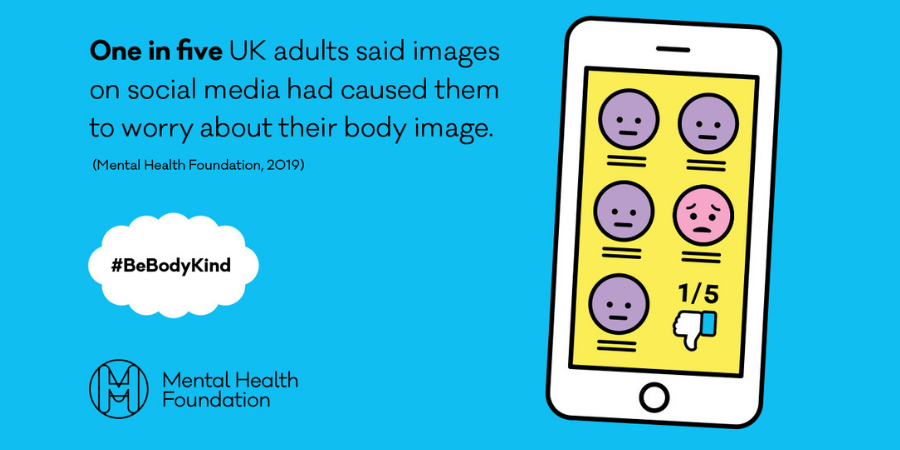 One in five UK adults said images
on social media had caused them
to worry about their body image.
(Mental Health Foundation, 2019)
#BeBodyKind
Mental Health
Foundation
1/5